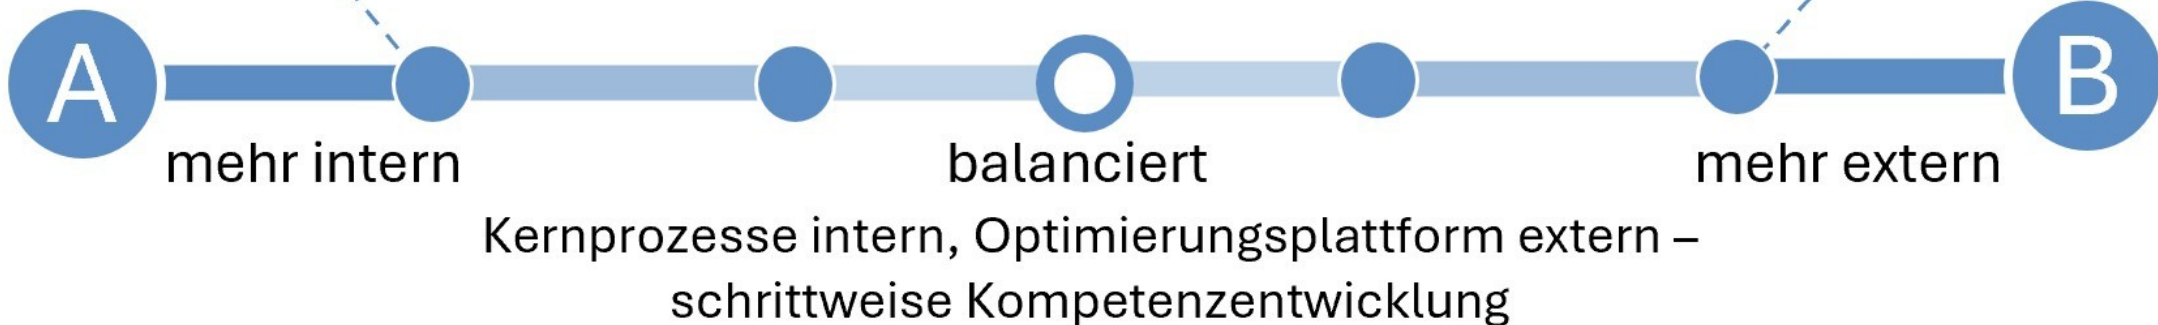 A
B
mehr intern
balanciert
mehr extern
Kernprozesse intern, Optimierungsplattform extern –
schrittweise Kompetenzentwicklung